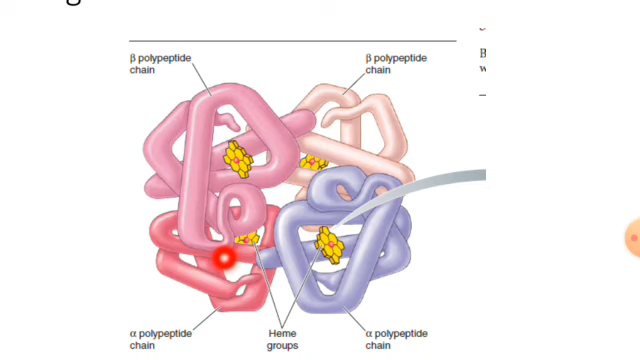 β polypeptide
chain
β polypeptide
chain
α polypeptide
chain
Heme
groups
α polypeptide
chain